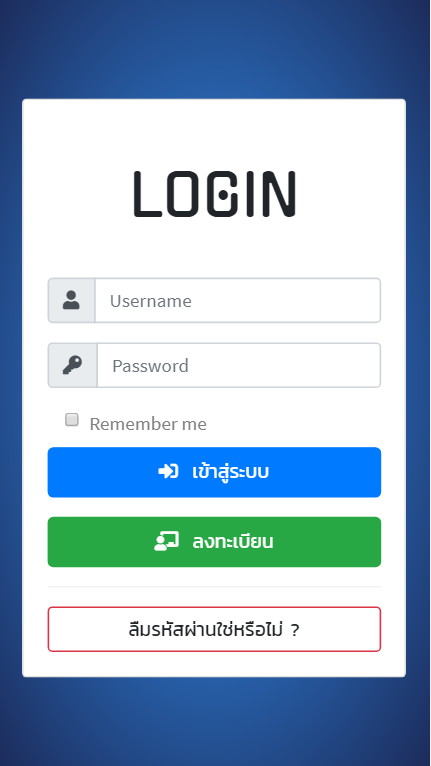 LOGIN
Username
Password
Remember me
เข้าสู่ระบบ
ลงทะเบียน
ลืมรหัสผ่านใช่หรือไม่ ?